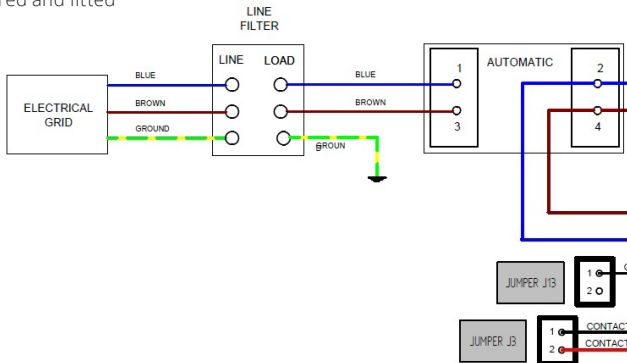 red and fitted
LINE
FILTER
LINE
LOAD
1
AUTOMATIC
2
BLUE
BLUE
ELECTRICAL
GRID
BROWN
BROWN
GROUND
GROUN
3
4
JUMPER J13
1
2
JUMPER J3
1
CONTACT
2
CONTACT